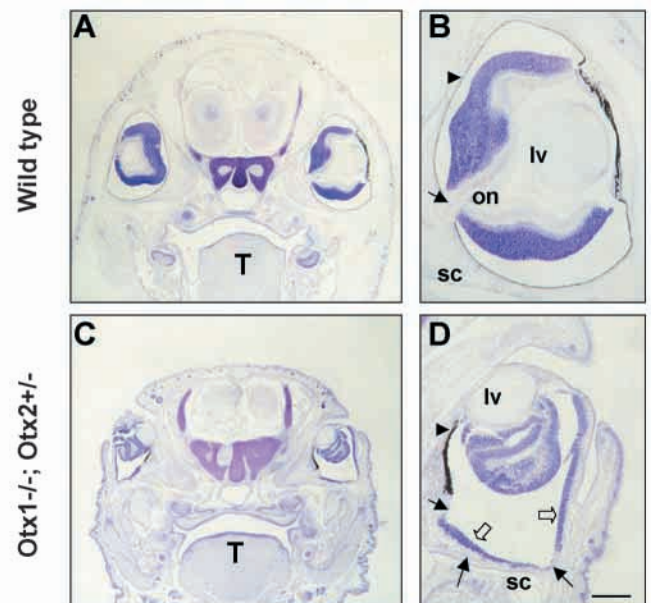 A
B
Wild type
lv
on
T
sc
C
D
Otx1-/-; Otx2+/-
lv
T
sc